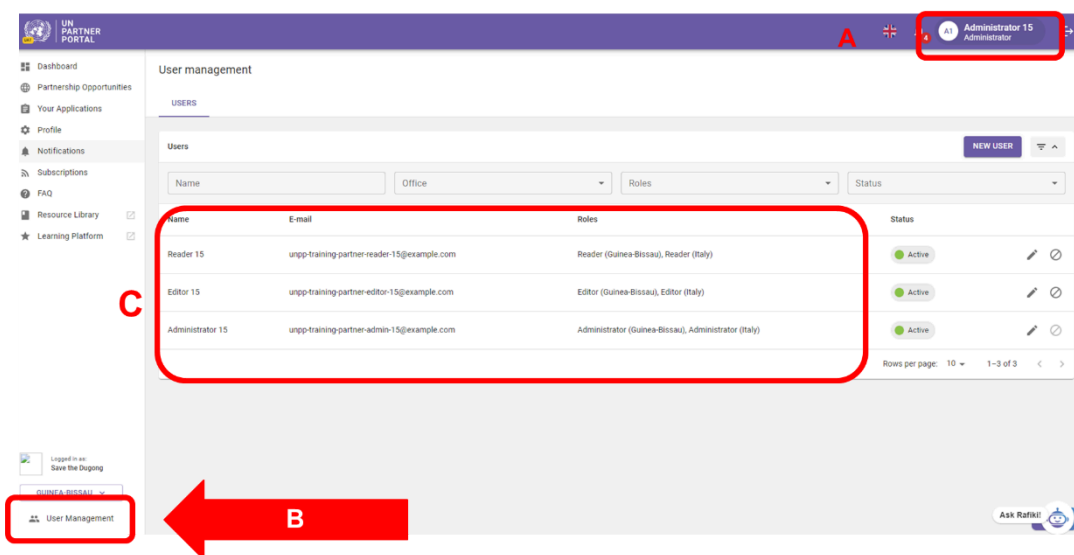 UN
PARTNER
PORTAL
A
4
A1
Administrator 15
Administrator
Dashboard
Partnership Opportunities
Your Applications
Profile
Notifications
Subscriptions
FAQ
Resource Library
Learning Platform
User management
USERS
Users
NEW USER
Name
Office
Roles
Status
Name E-mail Roles Status
Reader 15 unpp-training-partner-reader-15@example.com Reader (Guinea-Bissau), Reader (Italy) Active
Editor 15 unpp-training-partner-editor-15@example.com Editor (Guinea-Bissau), Editor (Italy) Active
Administrator 15 unpp-training-partner-admin-15@example.com Administrator (Guinea-Bissau), Administrator (Italy) Active
C
Rows per page: 10 1–3 of 3
Logged in as:
Save the Dugong
GUINEA-BISSAU
User Management
B
Ask Rafiki!